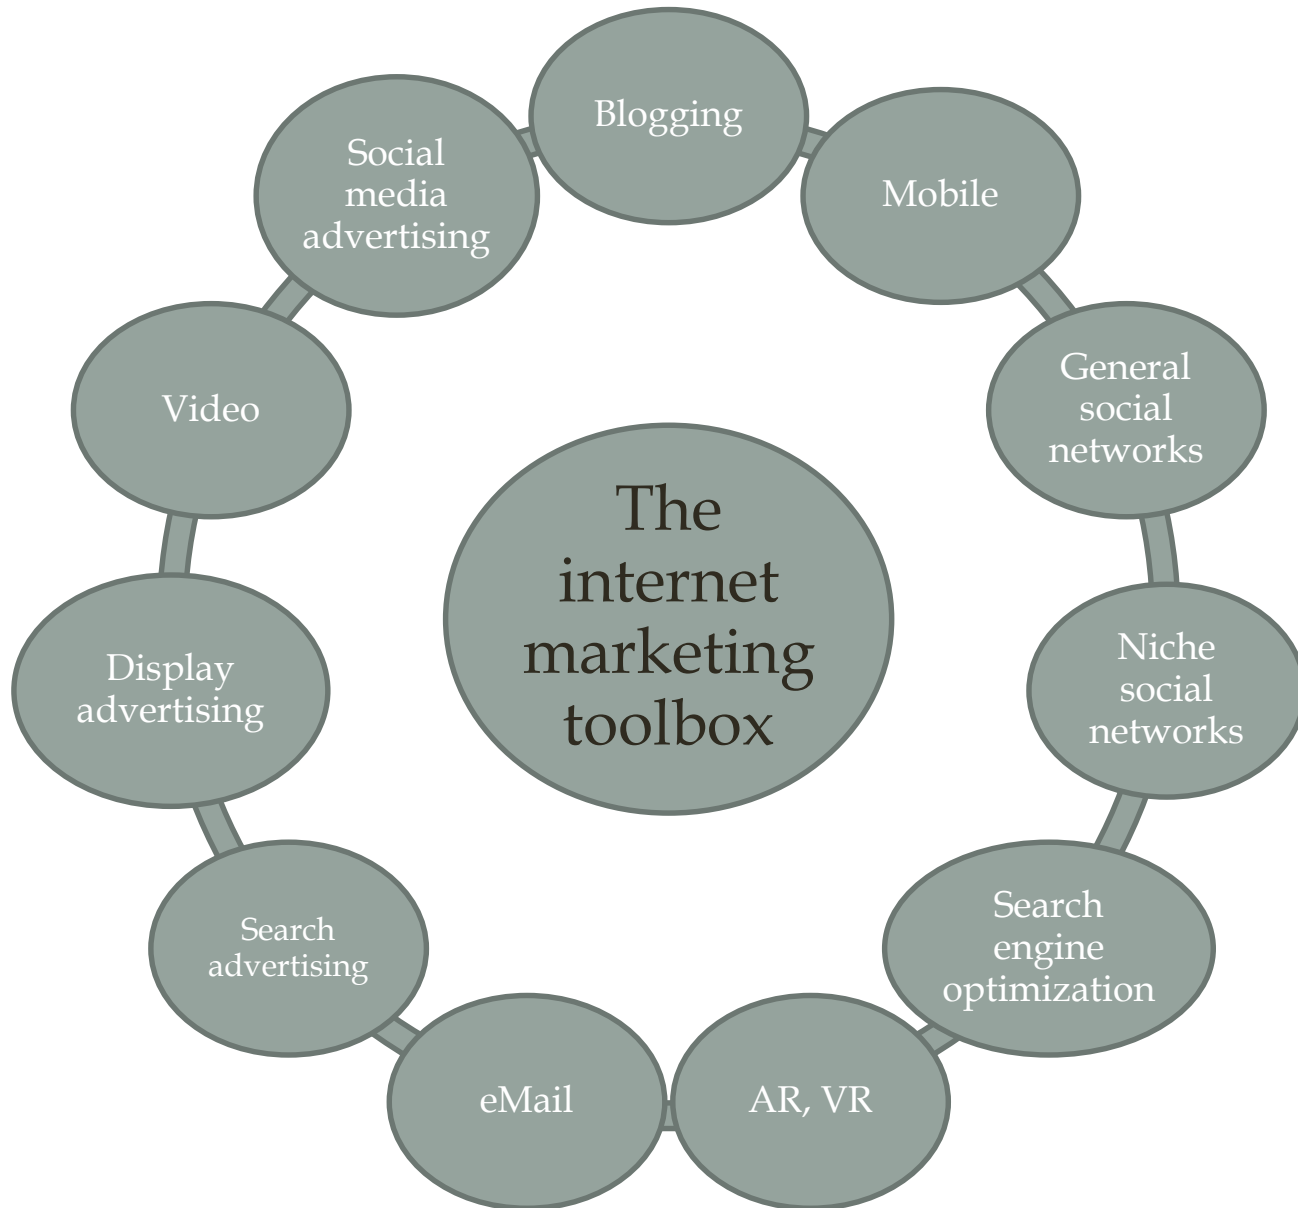 Blogging
Mobile
General
social
networks
Niche
social
networks
Search
engine
optimization
AR, VR
eMail
Search
advertising
Display
advertising
Video
Social
media
advertising
The
internet
marketing
toolbox